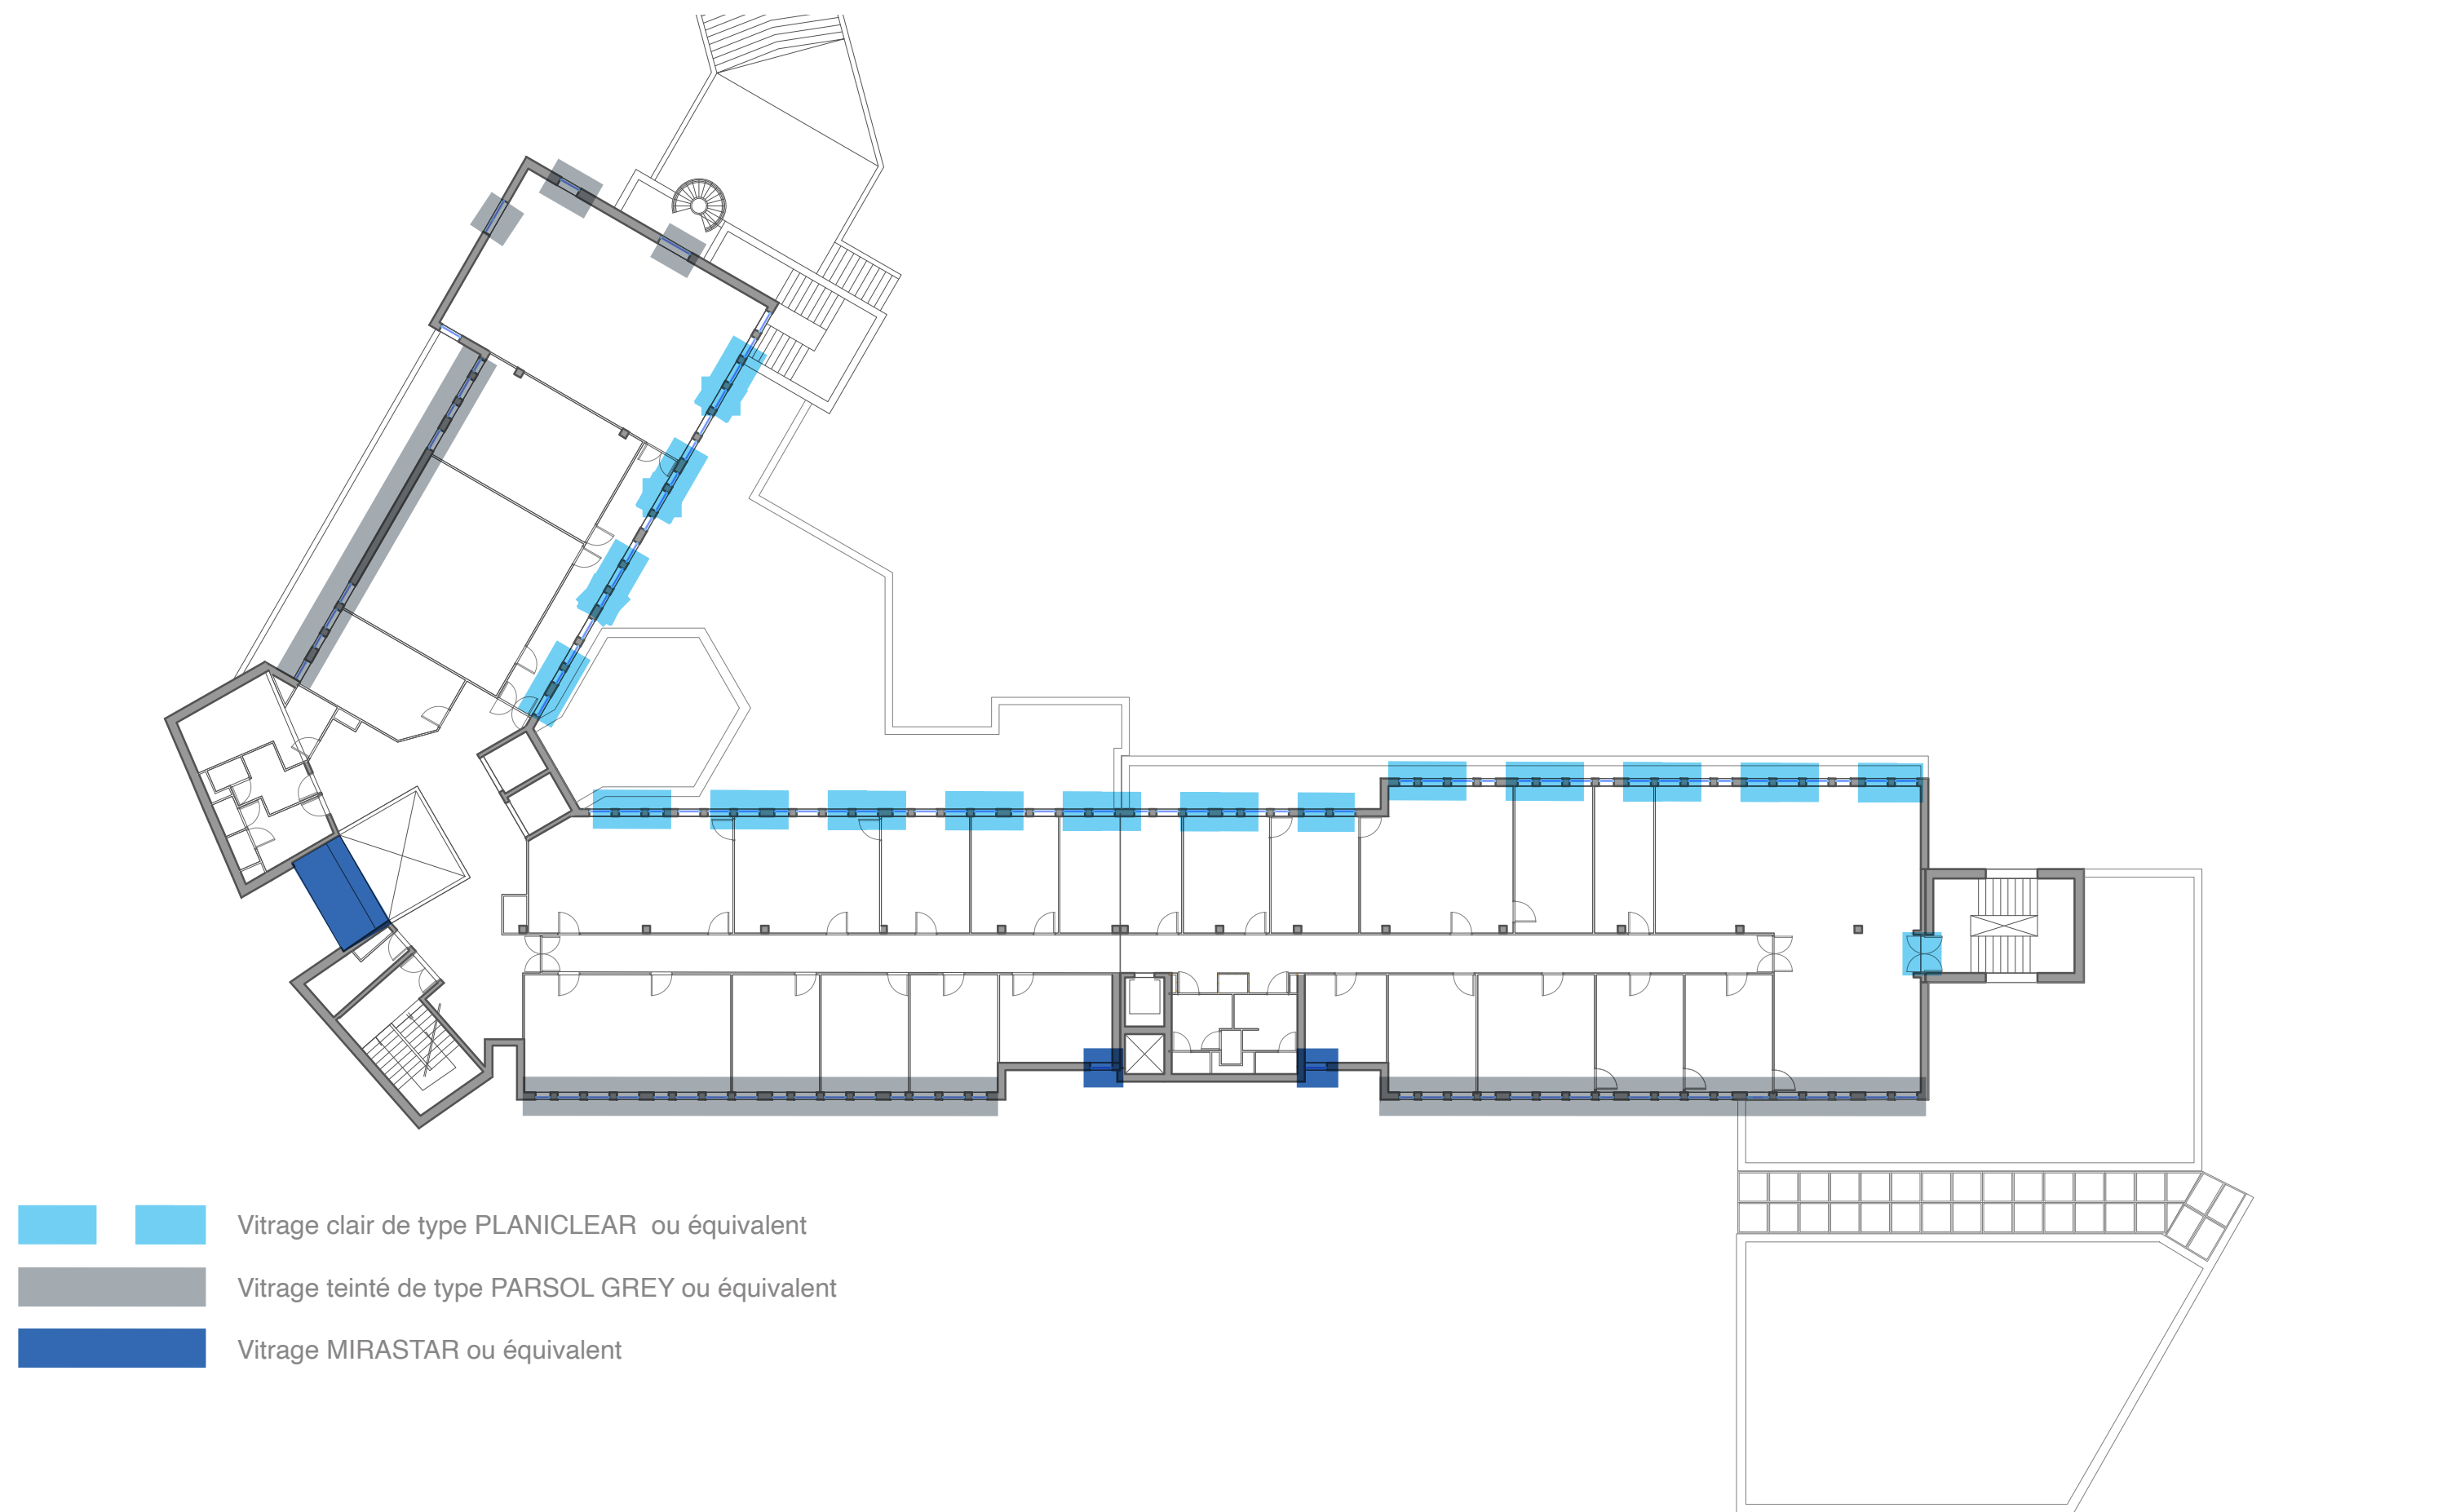 Vitrage clair de type PLANICLEAR  ou équivalent
Vitrage teinté de type PARSOL GREY ou équivalent
Vitrage MIRASTAR ou équivalent